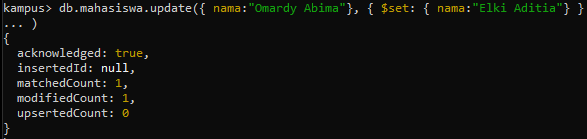 kampus> db.mahasiswa.update({ nama:"Omardy Abima"}, { $set: { nama:"Elki Aditia"} }
... )
{
  acknowledged: true,
  insertedId: null,
  matchedCount: 1,
  modifiedCount: 1,
  upsertedCount: 0
}